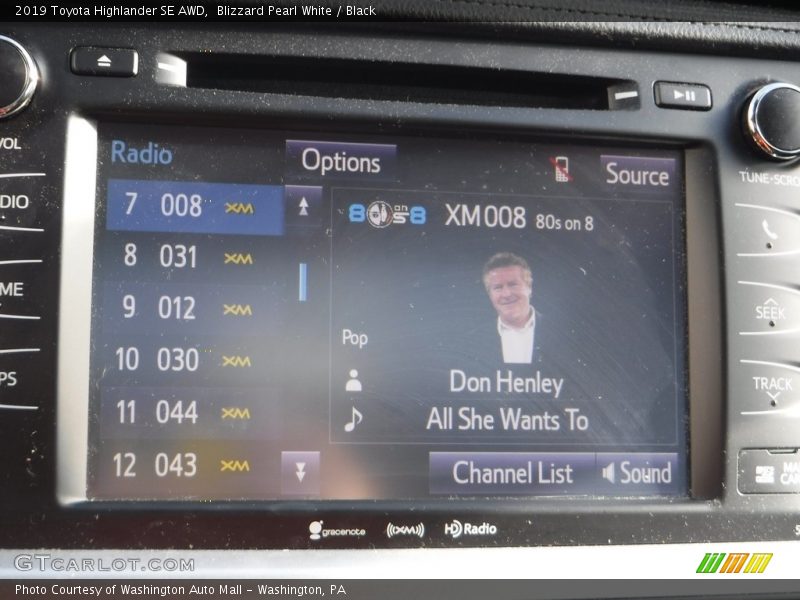 2019 Toyota Highlander SE AWD,  Blizzard Pearl White / Black
VOL
DIO
ME
PS
Radio
Options
Source
7 008 XM
8 031 XM
9 012 XM
10 030 XM
11 044 XM
12 043 XM
80s on 8
XM008 80s on 8
Pop
Don Henley
All She Wants To
Channel List
Sound
TUNE•SCRO
SEEK
TRACK
MA
CAR
gracenote
((XM))
HD Radio
GTCARLOT.COM
Photo Courtesy of Washington Auto Mall - Washington, PA